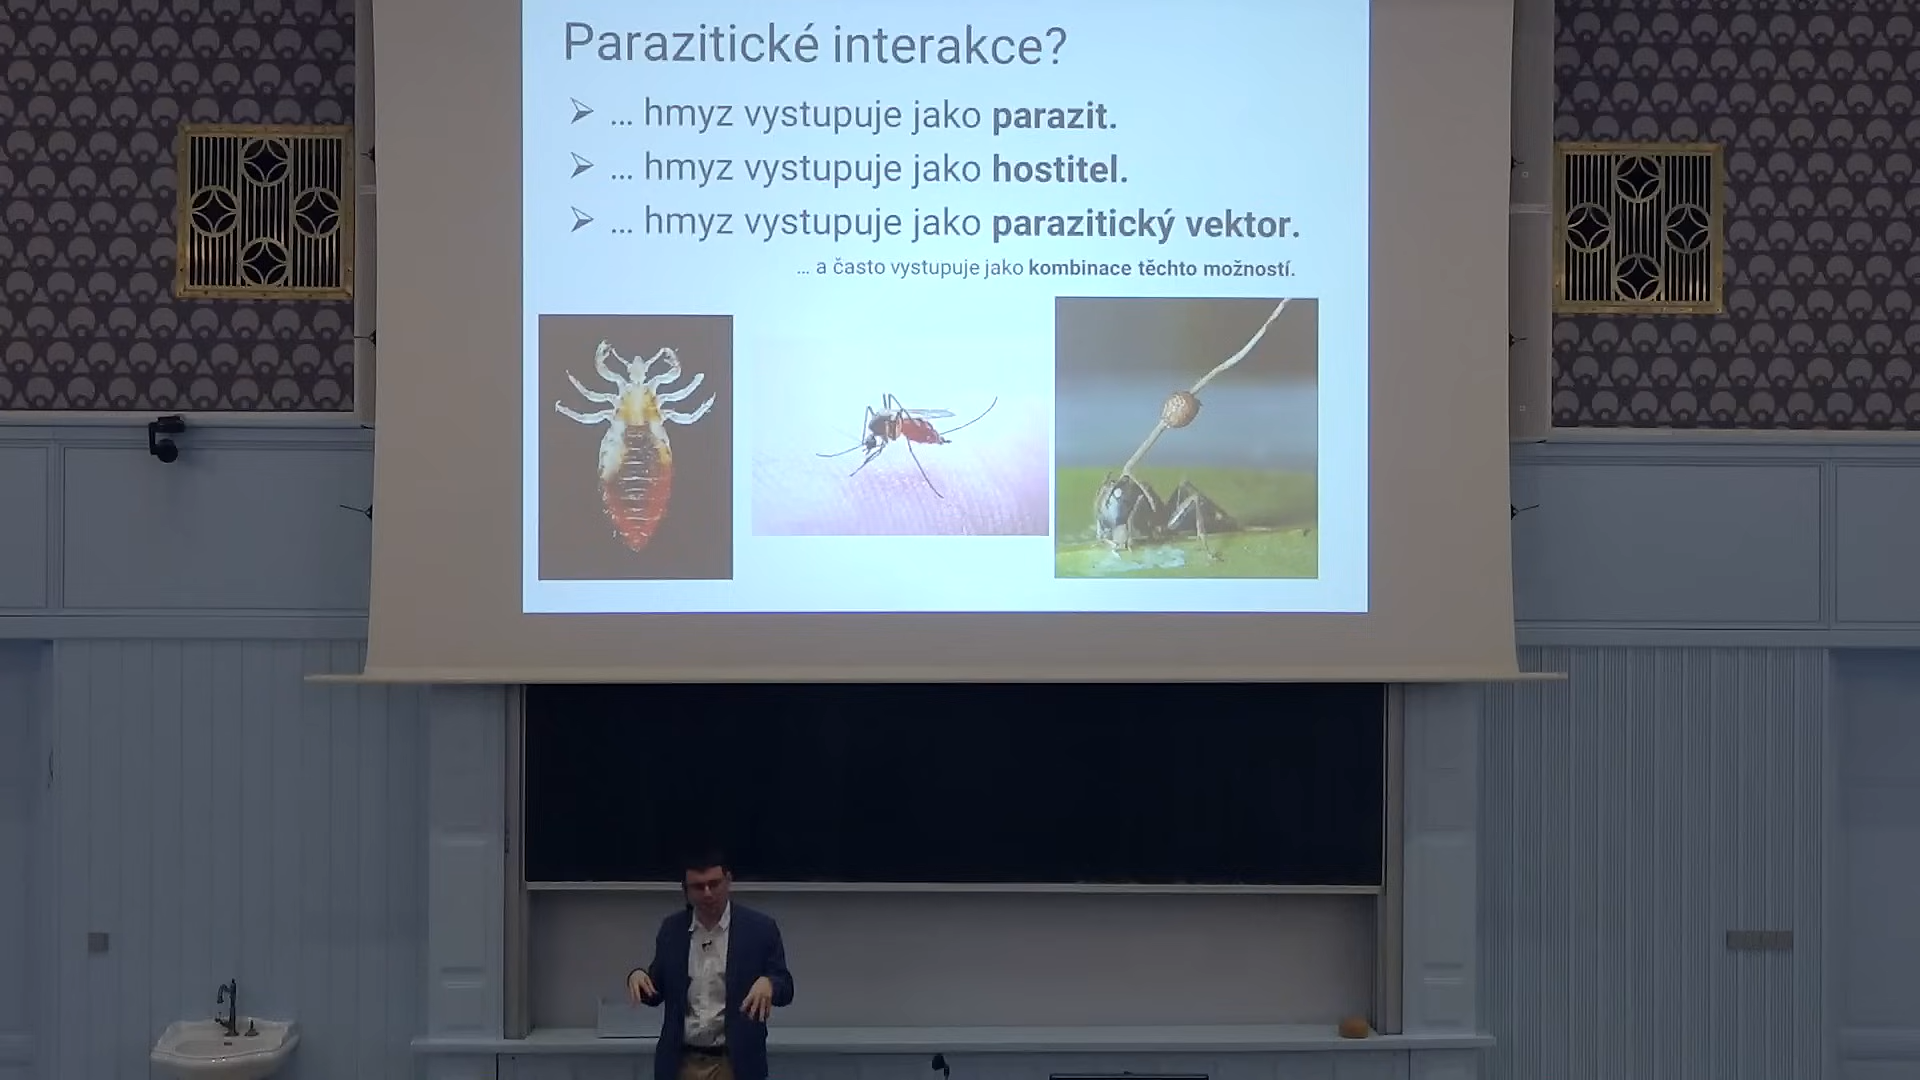 Parazitické interakce?
... hmyz vystupuje jako parazit.
... hmyz vystupuje jako hostitel.
... hmyz vystupuje jako parazitický vektor.
... a často vystupuje jako kombinace těchto možností.